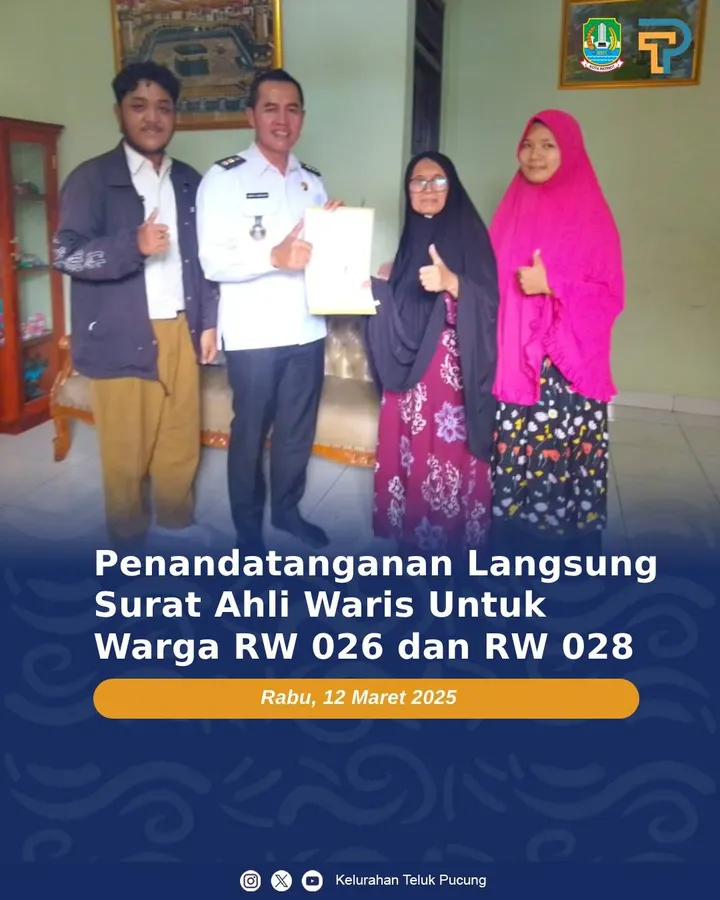 Penandatanganan Langsung
Surat Ahli Waris Untuk
Warga RW 026 dan RW 028
Rabu, 12 Maret 2025
Kelurahan Teluk Pucung